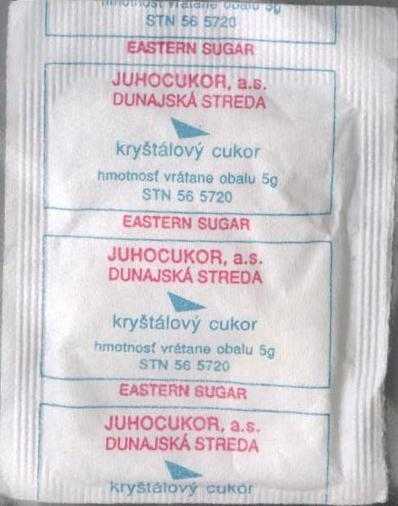 hmotnosť vrátane obalu 5g
STN 56 5720
EASTERN SUGAR
JUHOCUKOR, a.s.
DUNAJSKÁ STREDA
kryštálový cukor
hmotnosť vrátane obalu 5g
STN 56 5720
EASTERN SUGAR
JUHOCUKOR, a.s.
DUNAJSKÁ STREDA
kryštálový cukor
hmotnosť vrátane obalu 5g
STN 56 5720
EASTERN SUGAR
JUHOCUKOR, a.s.
DUNAJSKÁ STREDA
kryštálový cukor